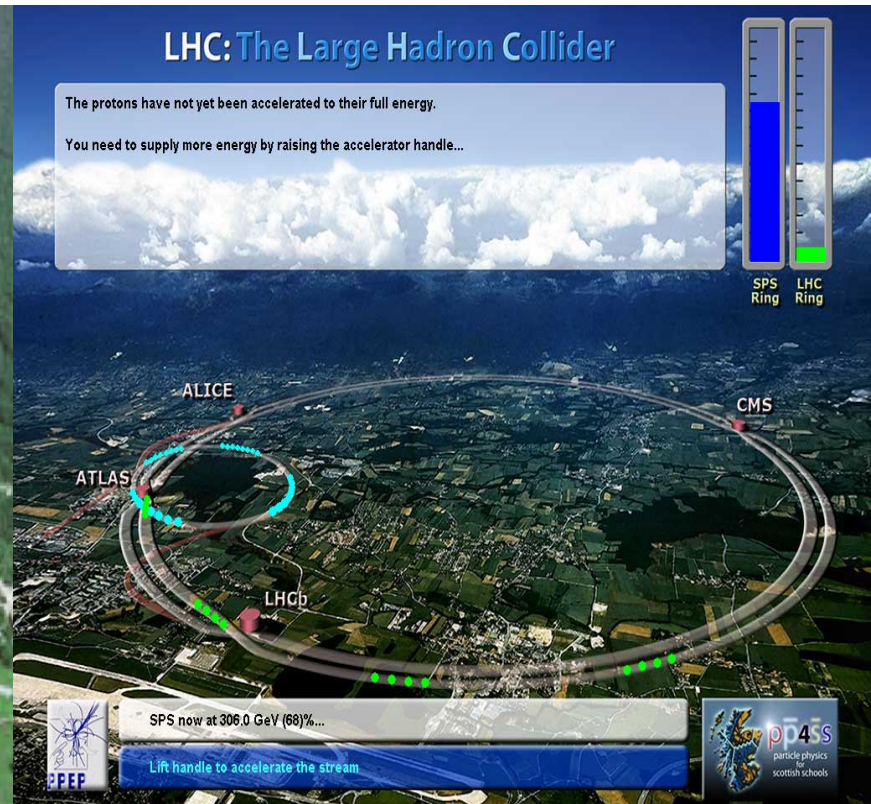 LHC: The Large Hadron Collider
The protons have not yet been accelerated to their full energy.
You need to supply more energy by raising the accelerator handle...
SPS
Ring
LHC
Ring
ALICE
CMS
ATLAS
LHCb
SPS now at 306.0 GeV (68)%...
Lift handle to accelerate the stream
PPEP
pp̄4s̄s
particle physics
for
scottish schools